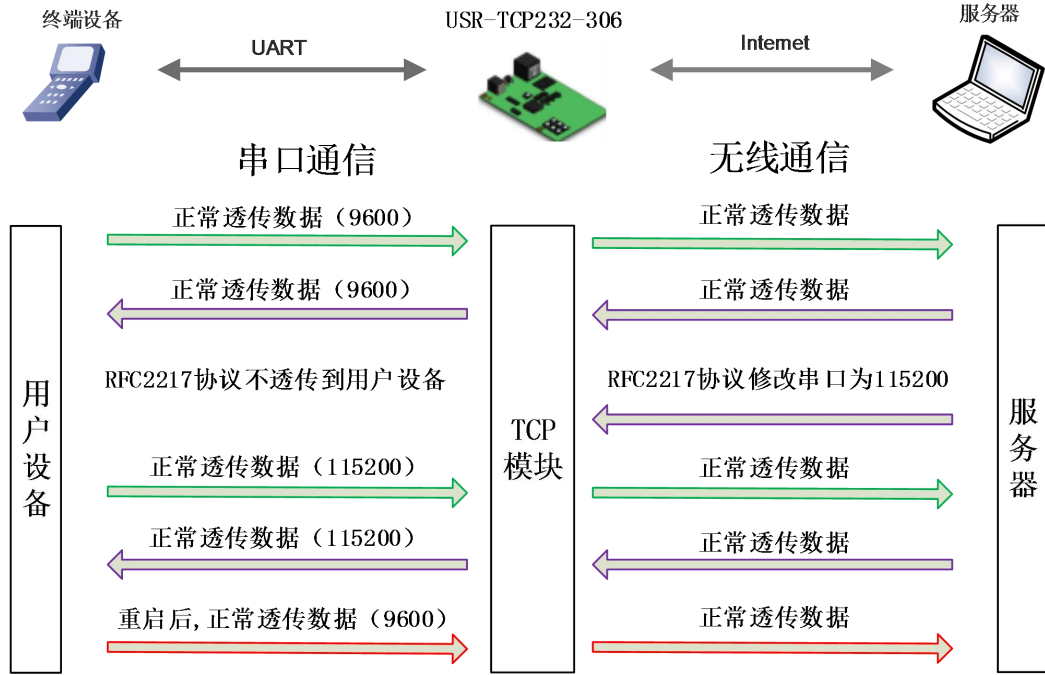 终端设备
USR-TCP232-306
服务器
UART
Internet
串口通信
无线通信
正常透传数据（9600）
正常透传数据
正常透传数据（9600）
正常透传数据
RFC2217协议不透传到用户设备
RFC2217协议修改串口为115200
用户设备
TCP
模块
服务器
正常透传数据（115200）
正常透传数据
正常透传数据（115200）
正常透传数据
重启后,正常透传数据（9600）
正常透传数据